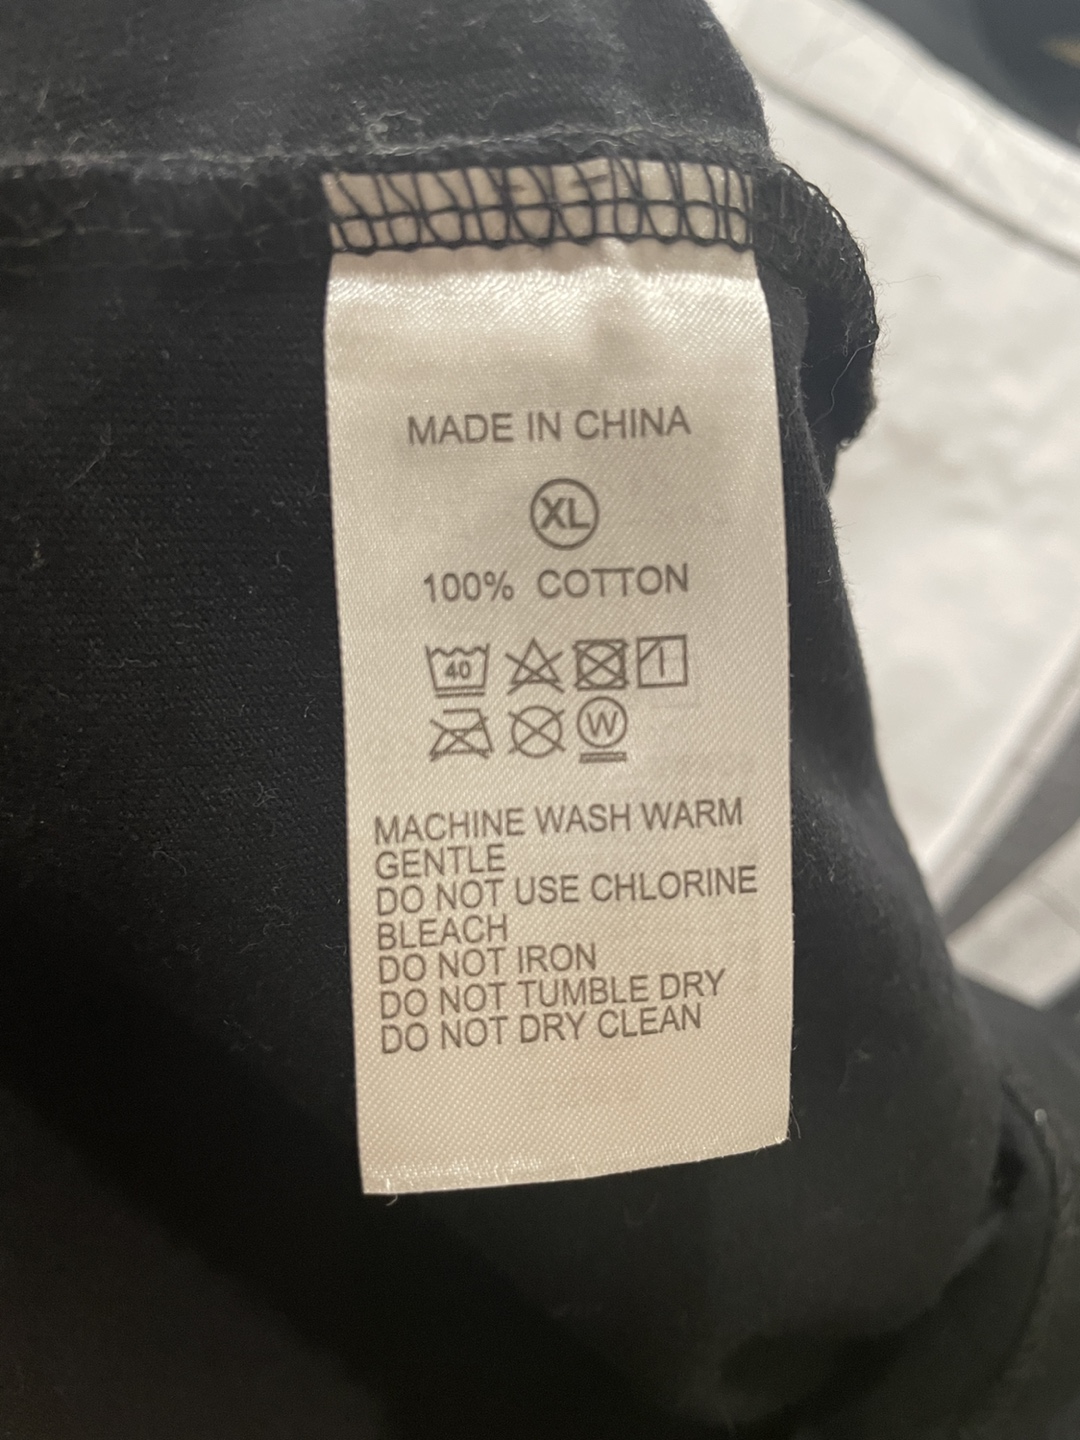 MADE IN CHINA
XL
100% COTTON
40
W
MACHINE WASH WARM
GENTLE
DO NOT USE CHLORINE
BLEACH
DO NOT IRON
DO NOT TUMBLE DRY
DO NOT DRY CLEAN